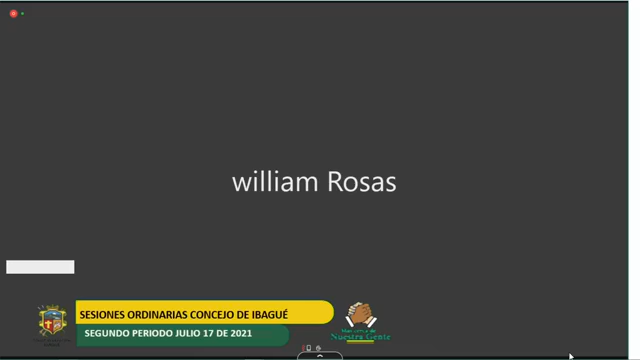 william Rosas
SESIONES ORDINARIAS CONCEJO DE IBAGUÉ
SEGUNDO PERIODO JULIO 17 DE 2021
Nuestra Gente